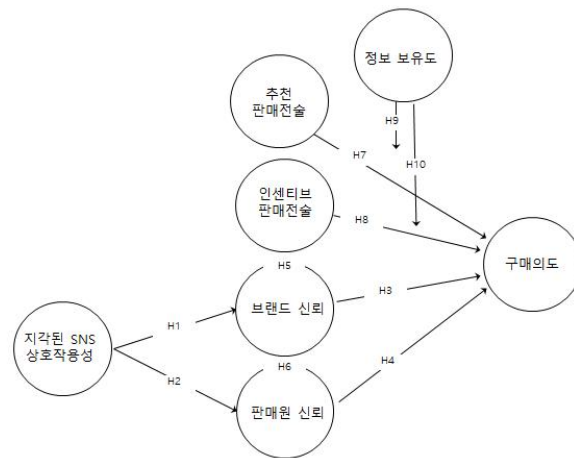 정보 보유도
추천
판매전술
H9
H7
H10
인센티브
판매전술
H8
구매의도
H5
H3
브랜드 신뢰
H1
지각된 SNS
상호작용성
H6
H4
H2
판매원 신뢰